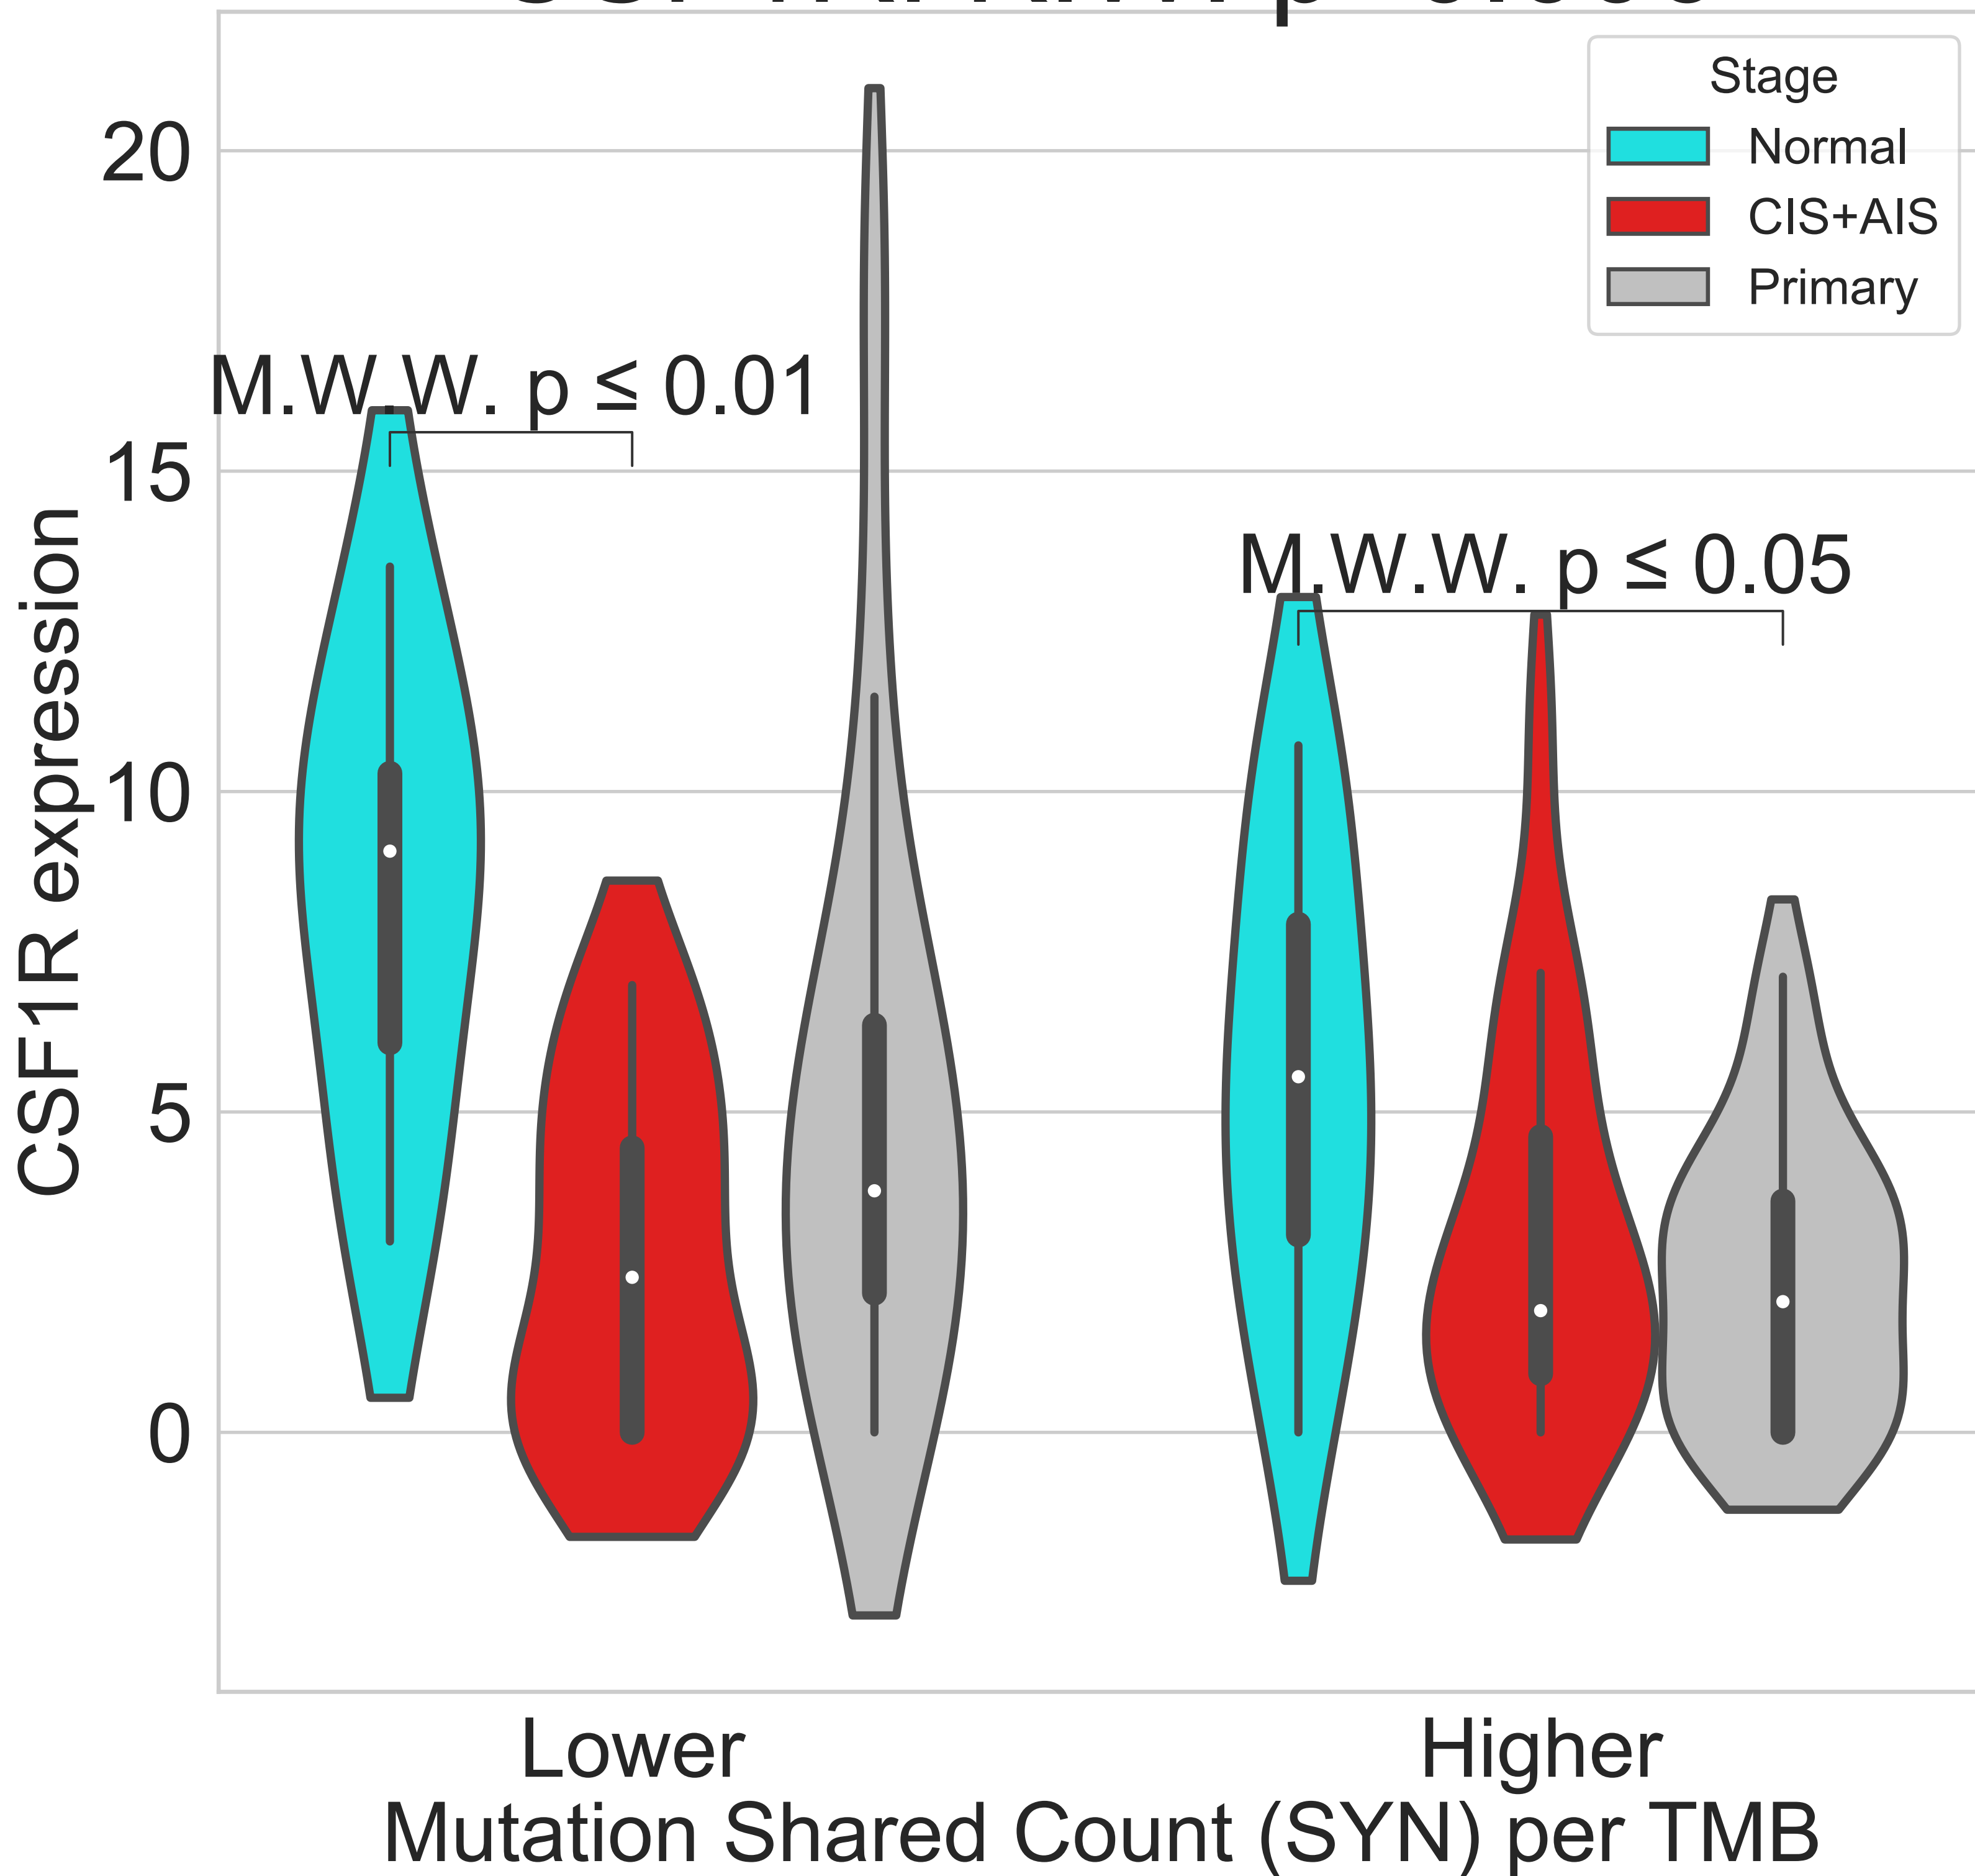 Stage
Normal
CIS+AIS
Primary
20
15
10
5
0
CSF1R expression
M.W.W. p ≤ 0.01
M.W.W. p ≤ 0.05
Lower
Higher
Mutation Shared Count (SYN) per TMB